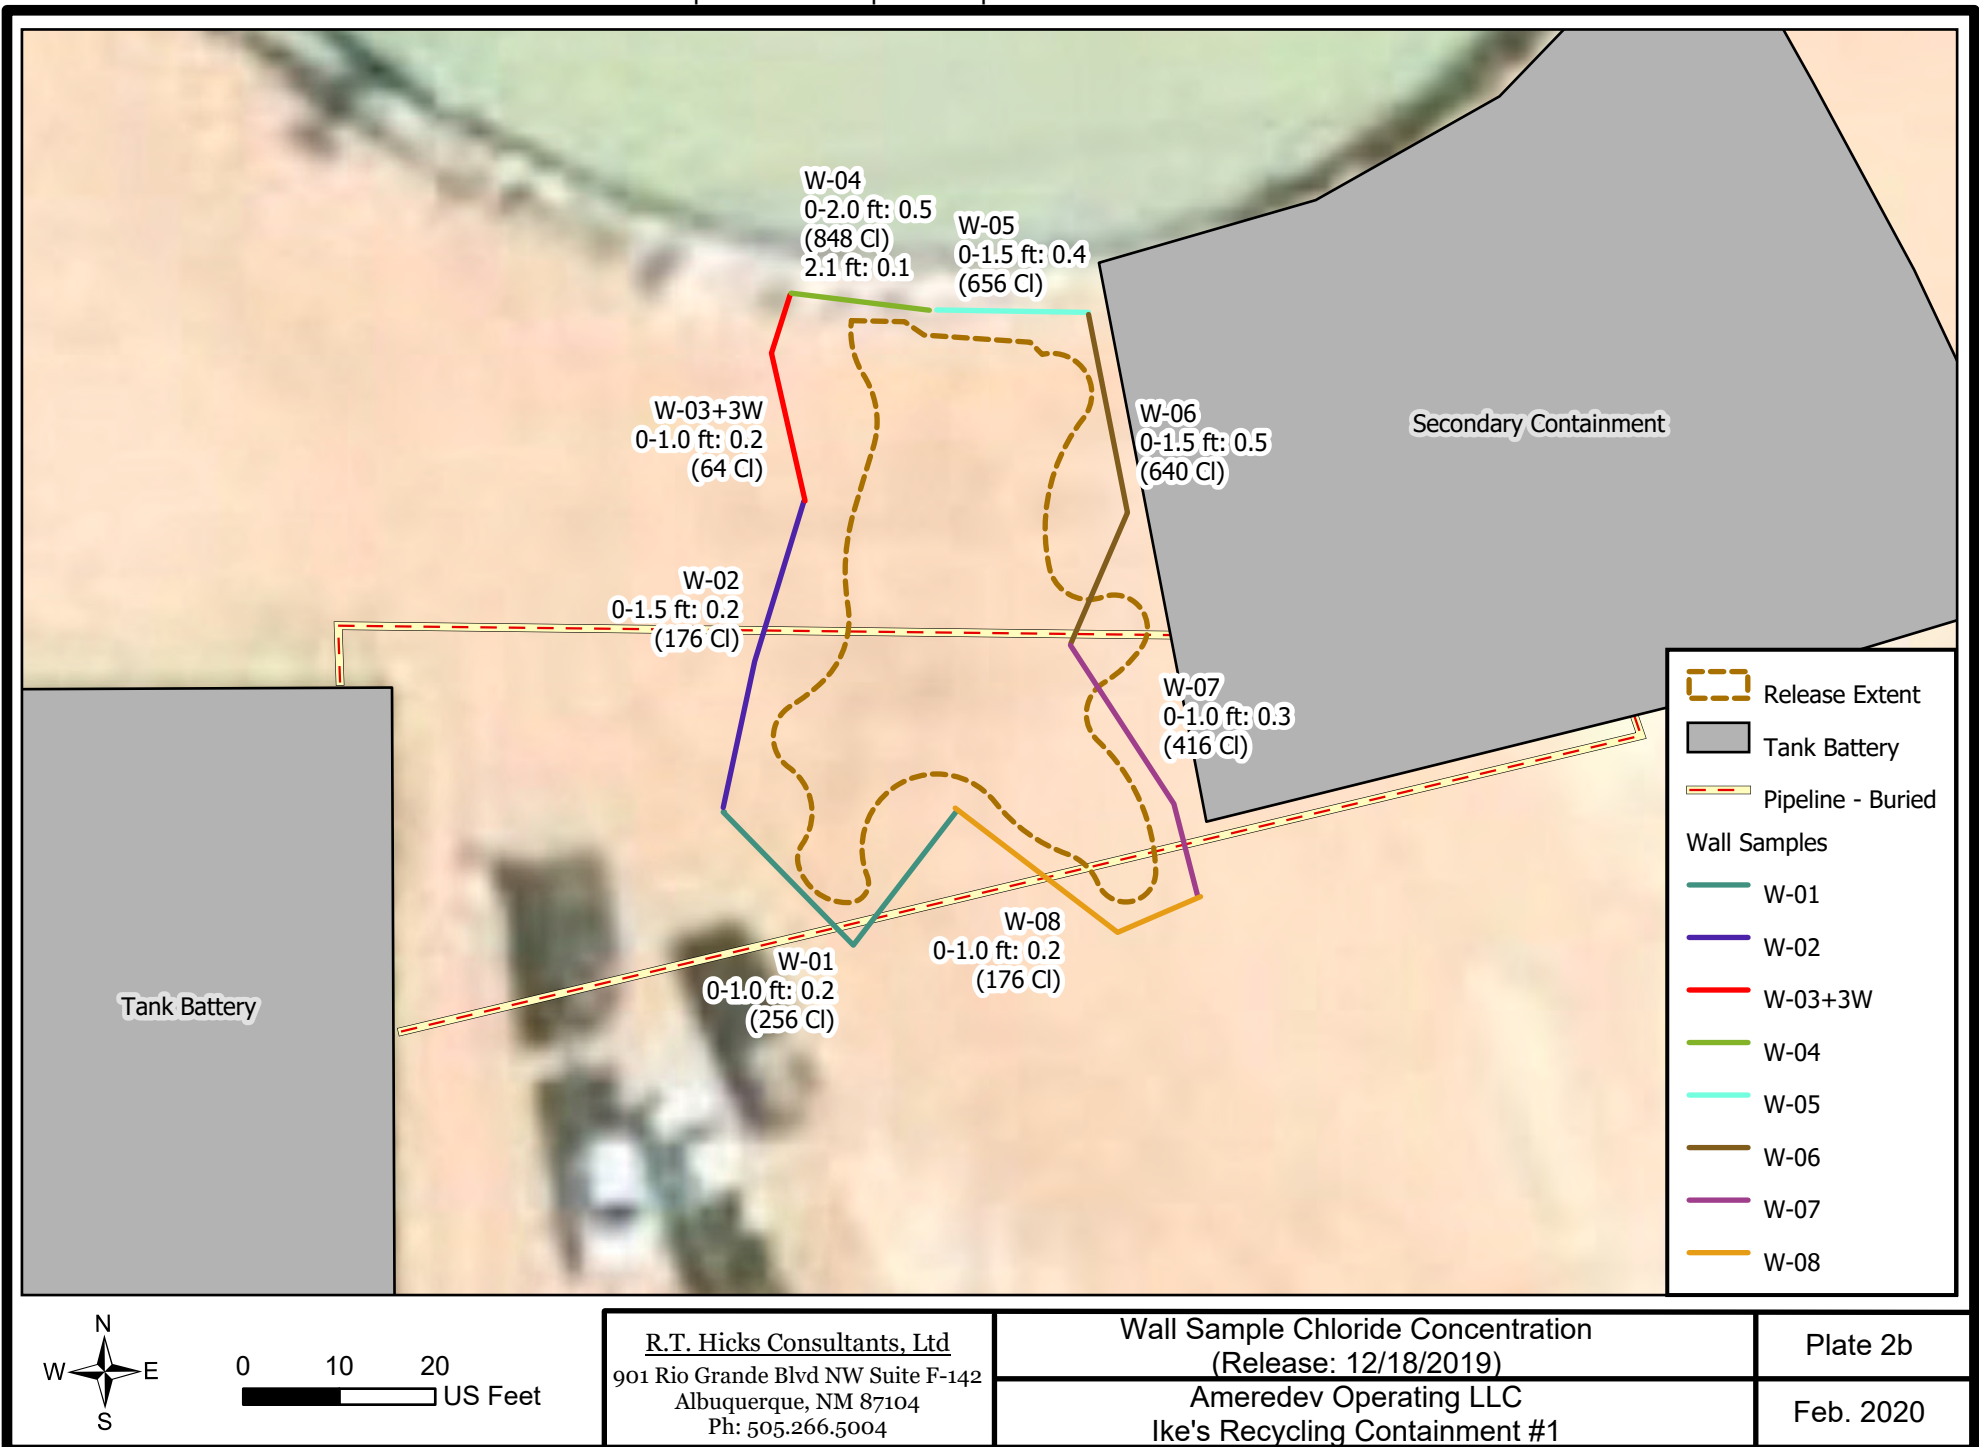 W-04
0-2.0 ft: 0.5
(848 Cl)
2.1 ft: 0.1
W-05
0-1.5 ft: 0.4
(656 Cl)
W-03+3W
0-1.0 ft: 0.2
(64 Cl)
W-06
0-1.5 ft: 0.5
(640 Cl)
Secondary Containment
W-02
0-1.5 ft: 0.2
(176 Cl)
W-07
0-1.0 ft: 0.3
(416 Cl)
W-08
0-1.0 ft: 0.2
(176 Cl)
W-01
0-1.0 ft: 0.2
(256 Cl)
Tank Battery
Release Extent
Tank Battery
Pipeline - Buried
Wall Samples
W-01
W-02
W-03+3W
W-04
W-05
W-06
W-07
W-08
N
W E
S
0 10 20
US Feet
R.T. Hicks Consultants, Ltd
901 Rio Grande Blvd NW Suite F-142
Albuquerque, NM 87104
Ph: 505.266.5004
Wall Sample Chloride Concentration
(Release: 12/18/2019)
Ameredev Operating LLC
Ike's Recycling Containment #1
Plate 2b
Feb. 2020